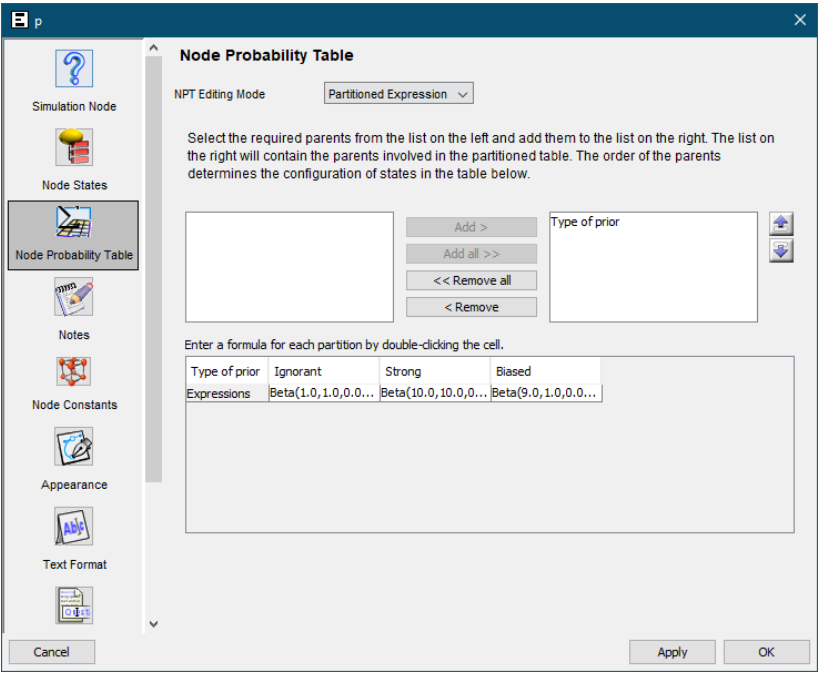 p
Simulation Node
Node States
Node Probability Table
Notes
Node Constants
Appearance
Text Format
Node Probability Table
NPT Editing Mode
Partitioned Expression
Select the required parents from the list on the left and add them to the list on the right. The list on
the right will contain the parents involved in the partitioned table. The order of the parents
determines the configuration of states in the table below.
Add >
Add all >>
<< Remove all
< Remove
Type of prior
Enter a formula for each partition by double-clicking the cell.
Type of prior Ignorant Strong Biased
Expressions Beta(1.0,1.0,0.0... Beta(10.0,10.0,0... Beta(9.0,1.0,0.0...
Cancel Apply OK